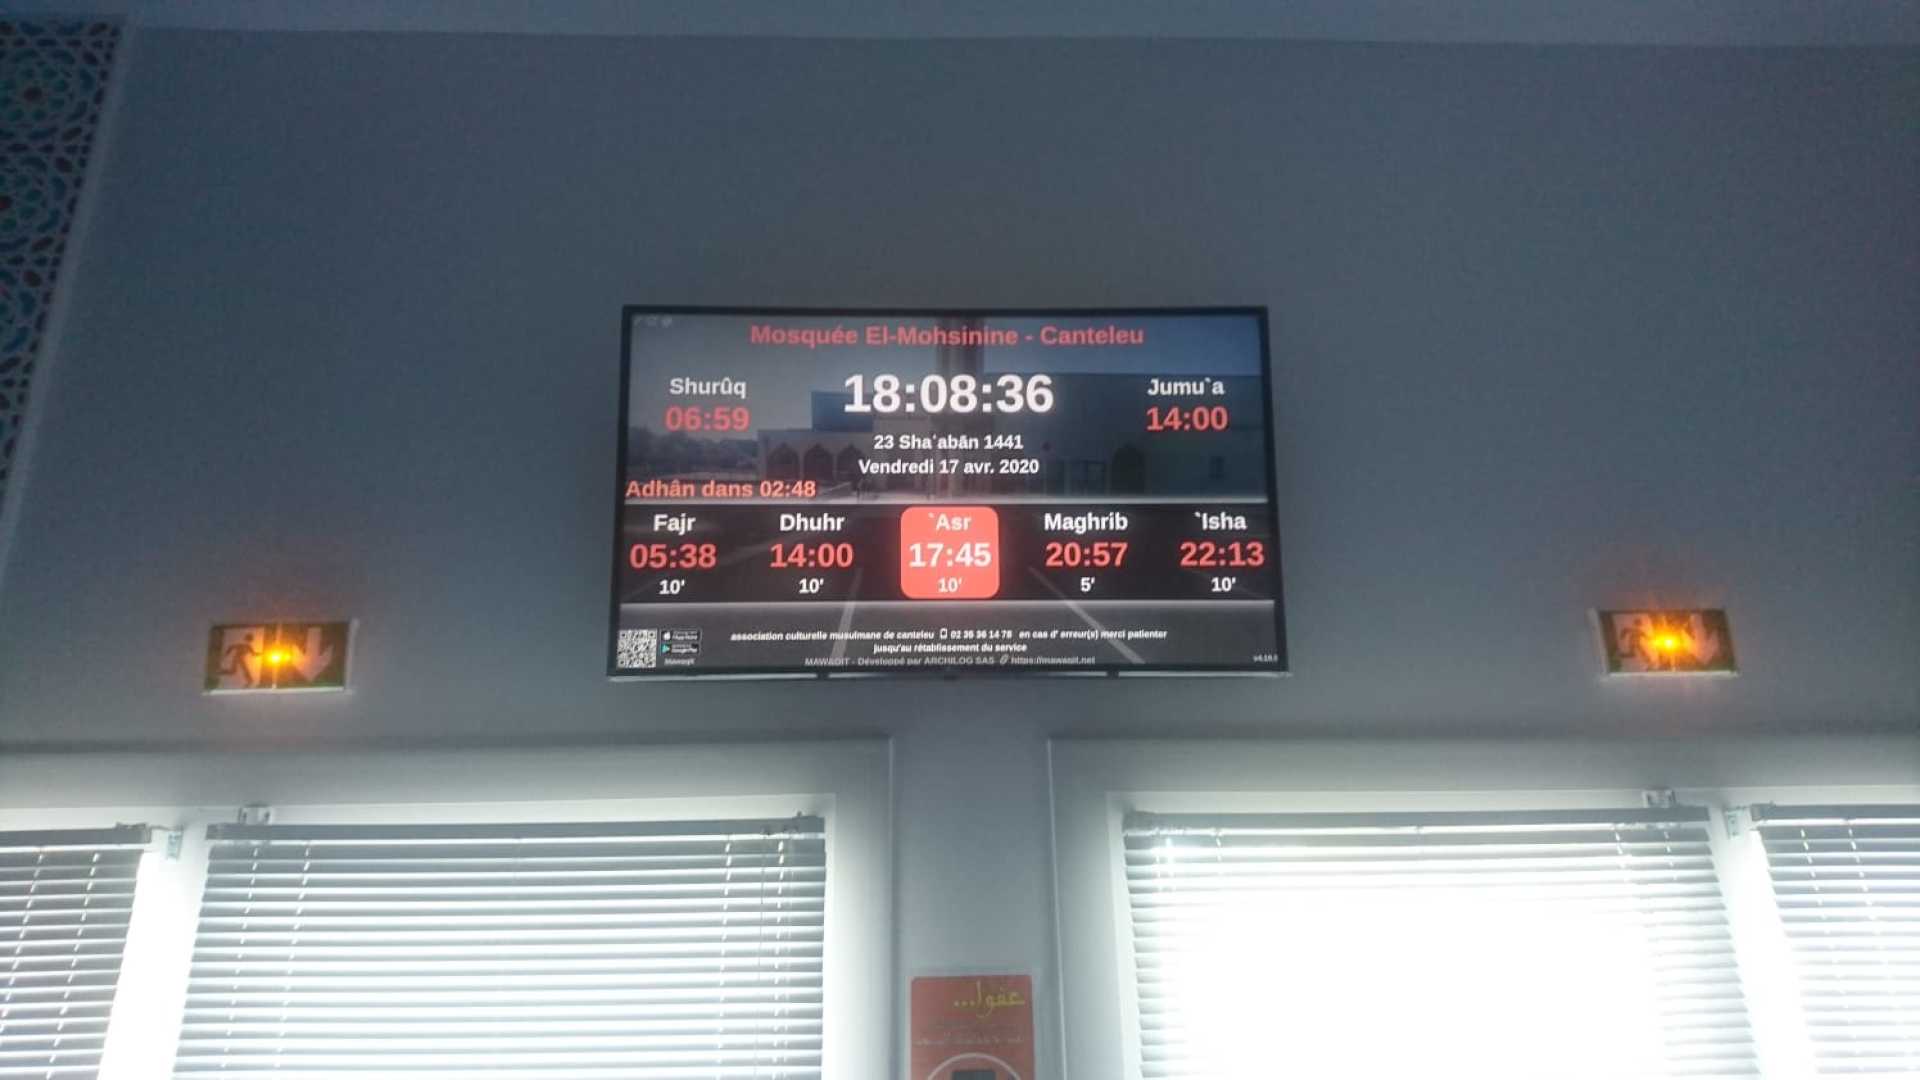 Mosquée El-Mohsinine - Canteleu
Shurûq
06:59
18:08:36
Jumu`a
14:00
23 Sha'abān 1441
Vendredi 17 avr. 2020
Adhân dans 02:48
Fajr
05:38
10'
Dhuhr
14:00
10'
`Asr
17:45
10'
Maghrib
20:57
5'
`Isha
22:13
10'
association culturelle musulmane de canteleu 02 35 36 14 78 en cas d' erreur(s) merci patienter
jusqu'au rétablissement du service
MAWAQIT - Développé par ARCHILOG SAS https://mawaqit.net
Mawaqit
عفوا...